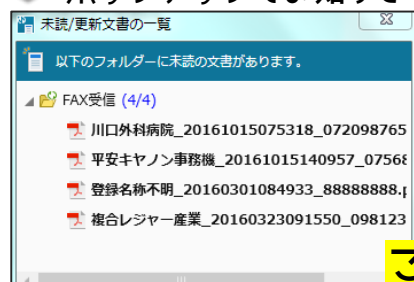 未読/更新文書の一覧
以下のフォルダーに未読の文書があります。
FAX受信 (4/4)
川口外科病院_20161015075318_072098765
平安キヤノン事務機_20161015140957_07568
登録名称不明_20160301084933_88888888.p
複合レジャー産業_20160323091550_098123